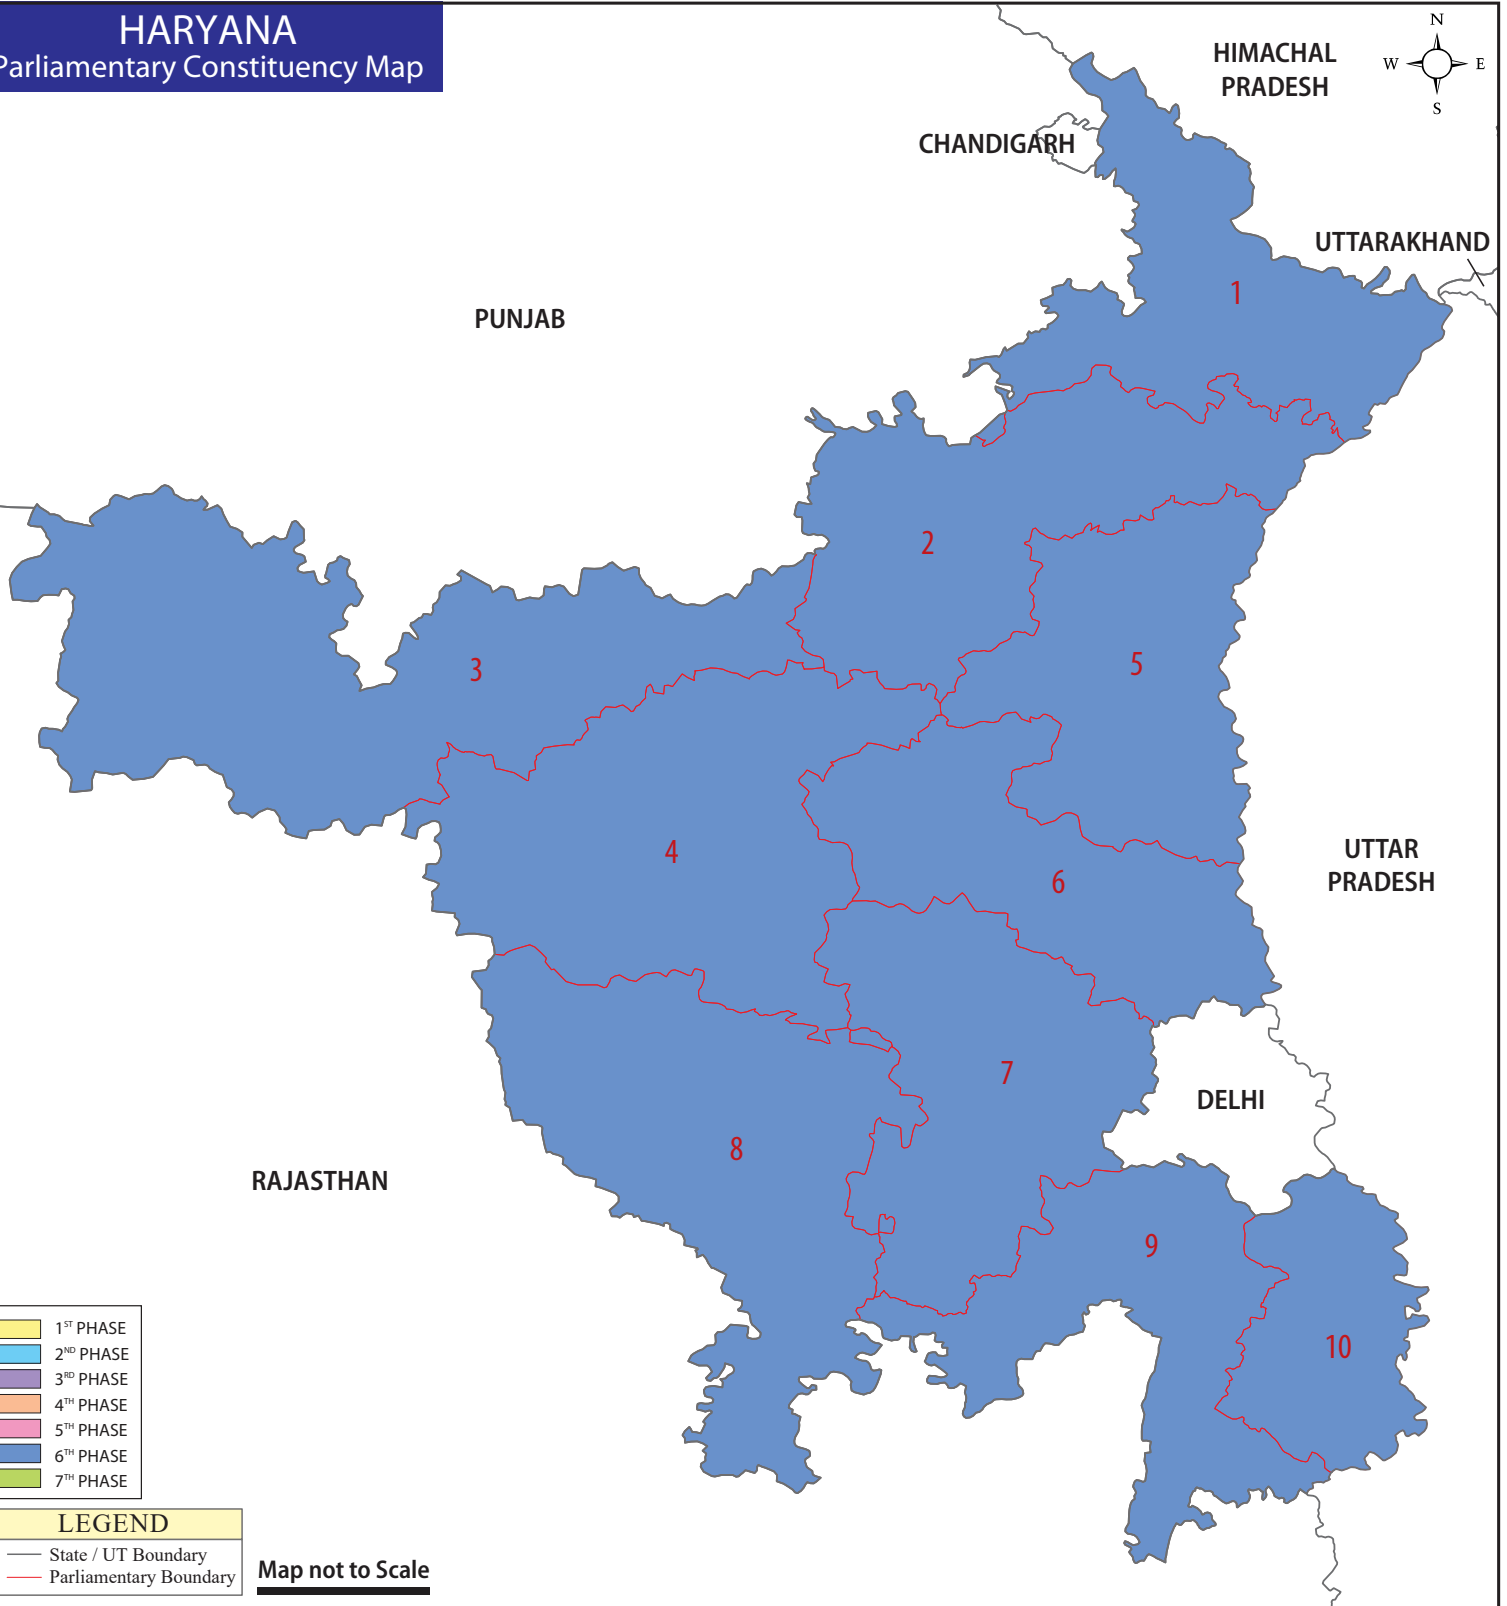 HARYANA
Parliamentary Constituency Map
N
W E
S
HIMACHAL
PRADESH
CHANDIGARH
UTTARAKHAND
1
PUNJAB
2
5
3
4
6
UTTAR
PRADESH
7
DELHI
8
RAJASTHAN
9
10
1ST PHASE
2ND PHASE
3RD PHASE
4TH PHASE
5TH PHASE
6TH PHASE
7TH PHASE
LEGEND
State / UT Boundary
Parliamentary Boundary
Map not to Scale